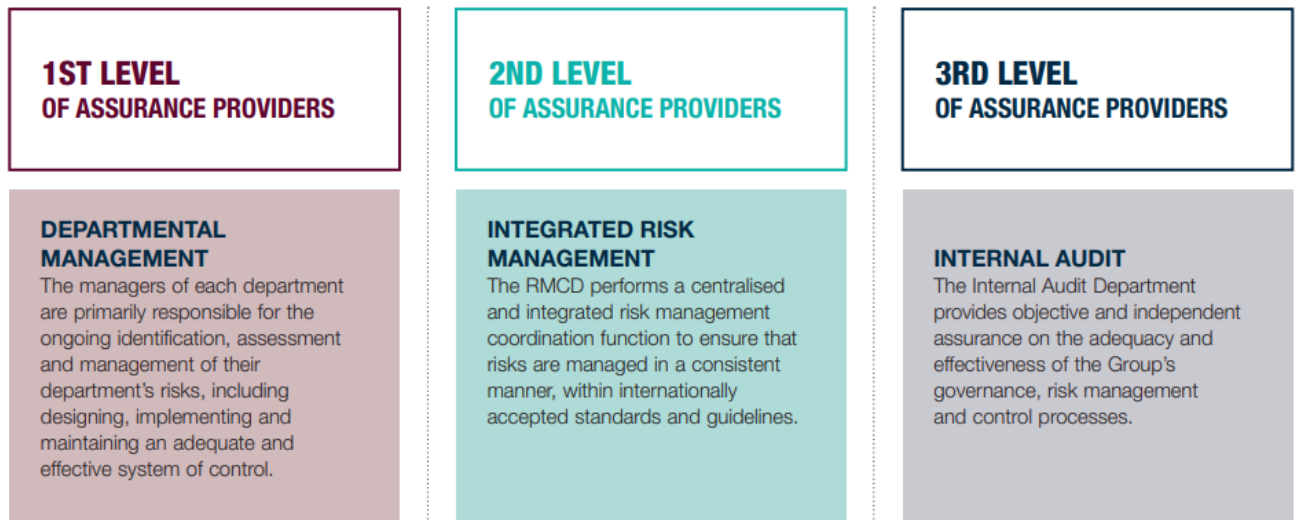 1ST LEVEL
OF ASSURANCE PROVIDERS
DEPARTMENTAL
MANAGEMENT
The managers of each department
are primarily responsible for the
ongoing identification, assessment
and management of their
department’s risks, including
designing, implementing and
maintaining an adequate and
effective system of control.
2ND LEVEL
OF ASSURANCE PROVIDERS
INTEGRATED RISK
MANAGEMENT
The RMCD performs a centralised
and integrated risk management
coordination function to ensure that
risks are managed in a consistent
manner, within internationally
accepted standards and guidelines.
3RD LEVEL
OF ASSURANCE PROVIDERS
INTERNAL AUDIT
The Internal Audit Department
provides objective and independent
assurance on the adequacy and
effectiveness of the Group’s
governance, risk management
and control processes.